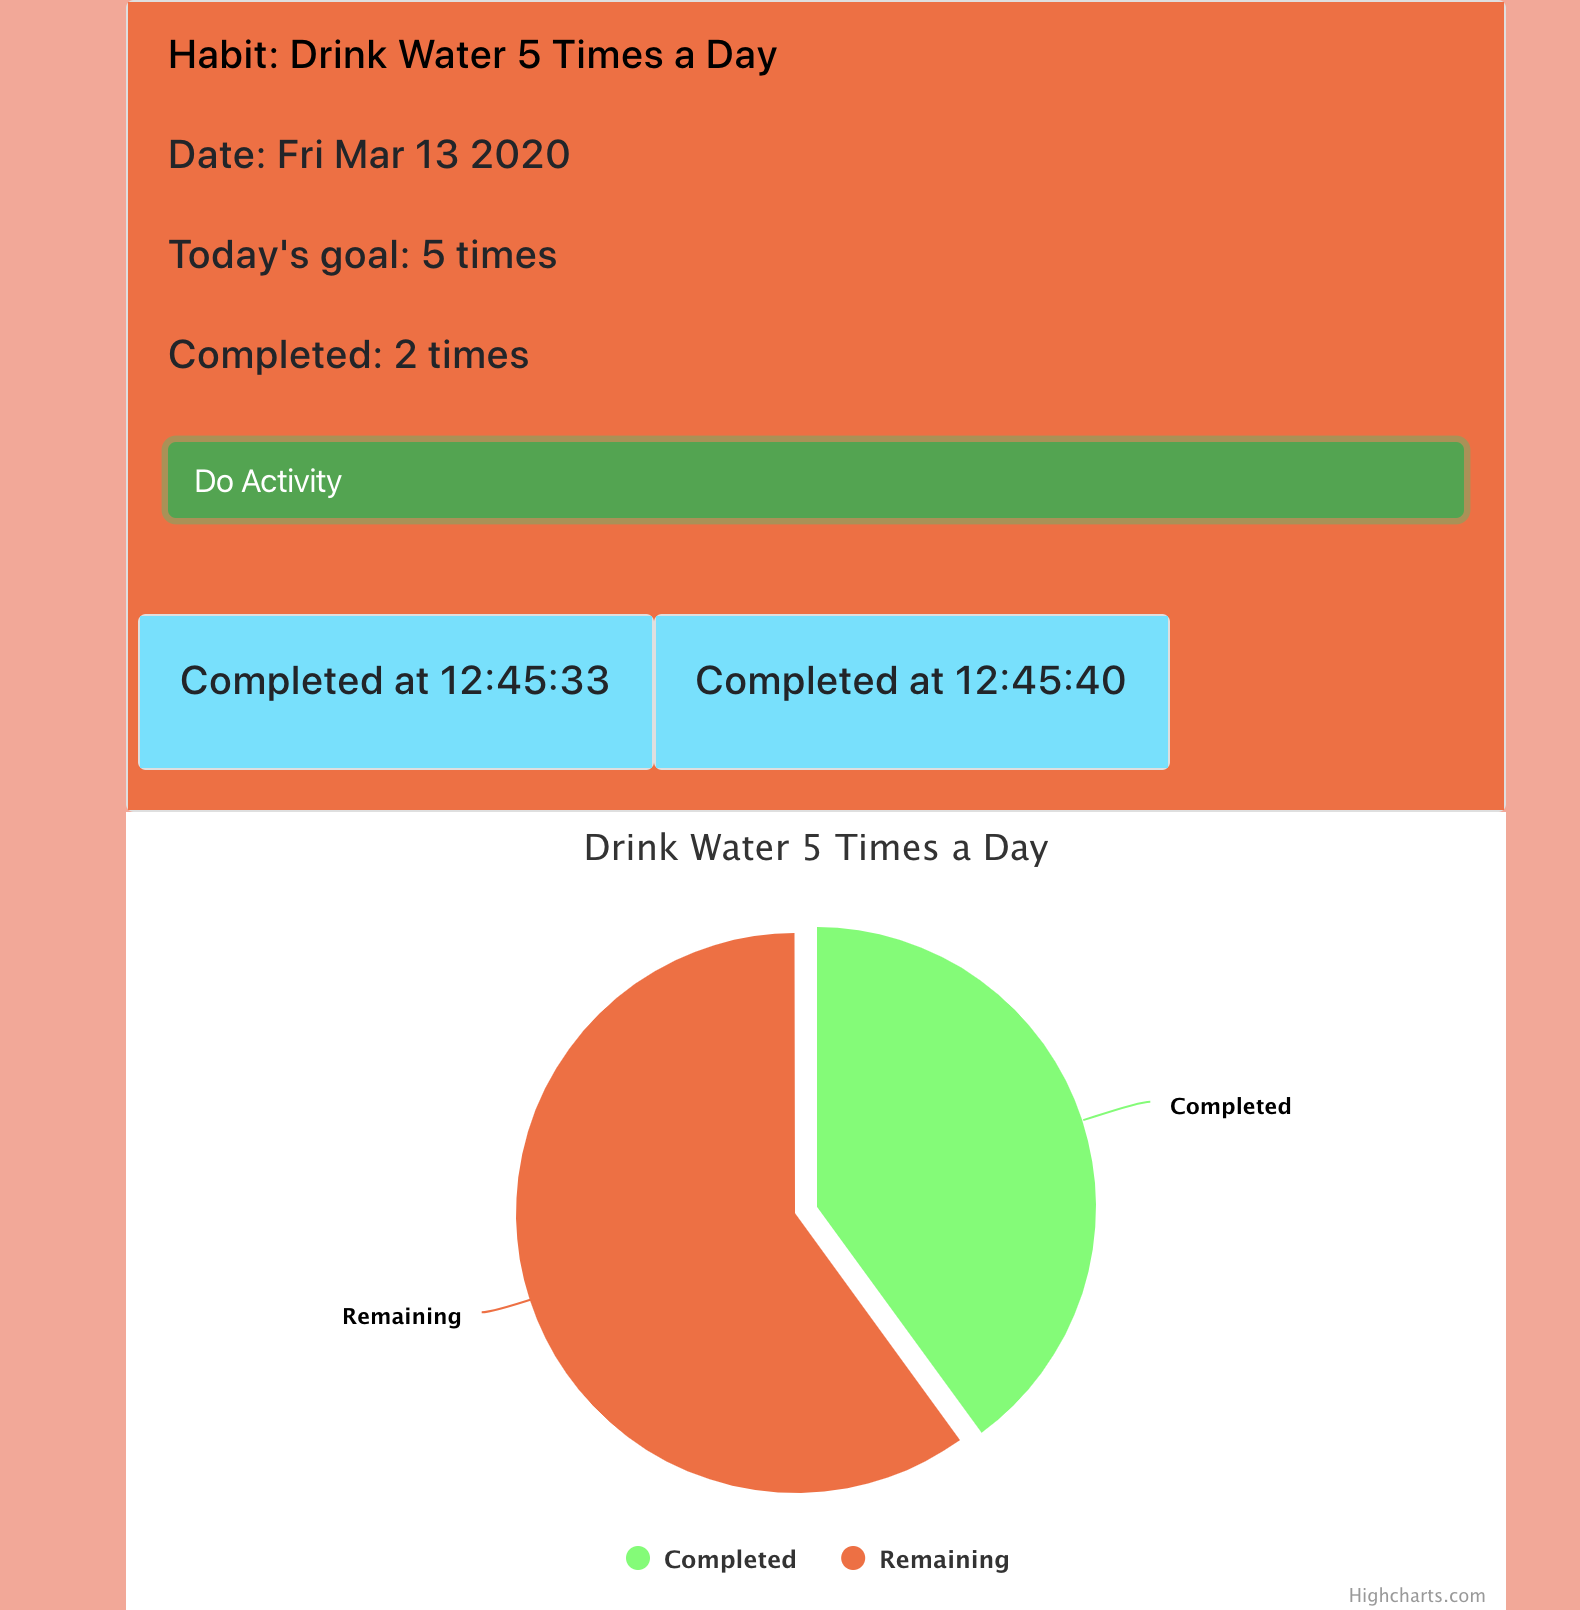 Habit: Drink Water 5 Times a Day
Date: Fri Mar 13 2020
Today's goal: 5 times
Completed: 2 times
Do Activity
Completed at 12:45:33
Completed at 12:45:40
Drink Water 5 Times a Day
Completed
Remaining
Completed
Remaining
Highcharts.com